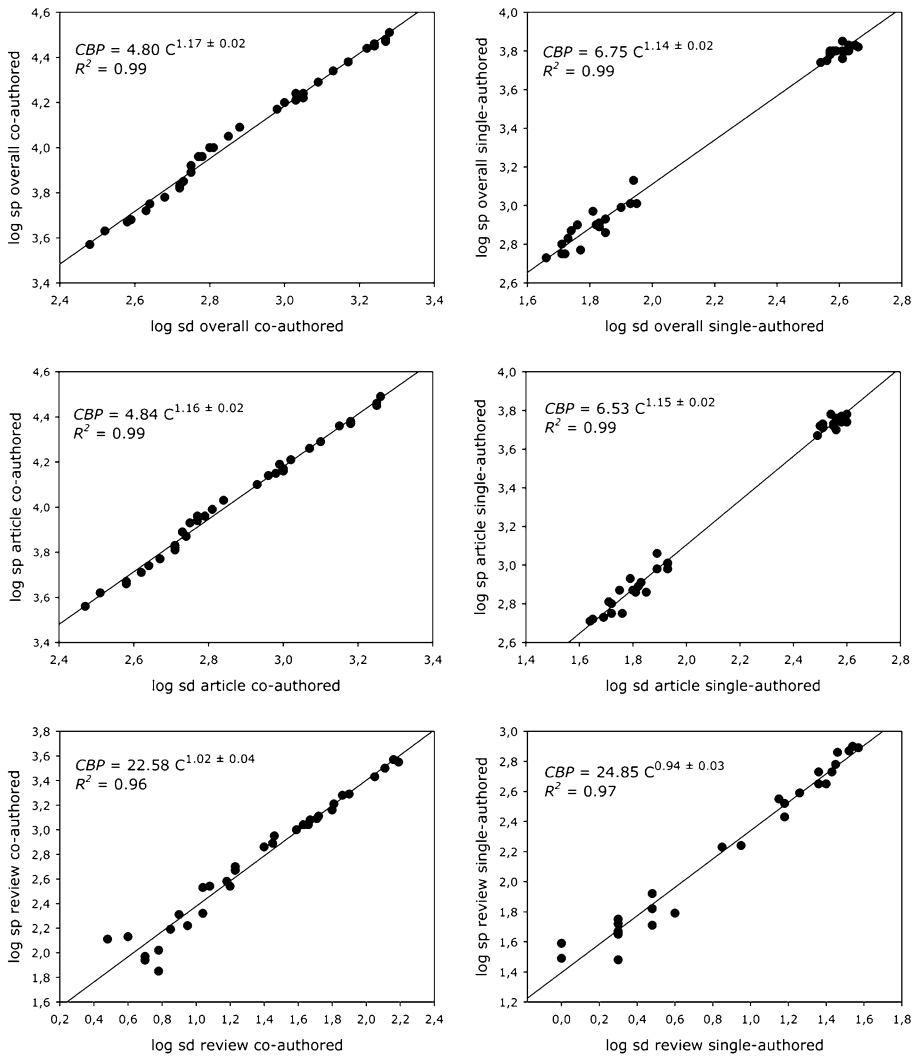 4,6
4,4
4,2
4,0
3,8
3,6
3,4
log sp overall co-authored
CBP = 4.80 C^1.17 ± 0.02
R² = 0.99
2,4 2,6 2,8 3,0 3,2 3,4
log sd overall co-authored
4,0
3,8
3,6
3,4
3,2
3,0
2,8
2,6
log sp overall single-authored
CBP = 6.75 C^1.14 ± 0.02
R² = 0.99
1,6 1,8 2,0 2,2 2,4 2,6 2,8
log sd overall single-authored
4,6
4,4
4,2
4,0
3,8
3,6
3,4
log sp article co-authored
CBP = 4.84 C^1.16 ± 0.02
R² = 0.99
2,4 2,6 2,8 3,0 3,2 3,4
log sd article co-authored
4,0
3,8
3,6
3,4
3,2
3,0
2,8
2,6
log sp article single-authored
CBP = 6.53 C^1.15 ± 0.02
R² = 0.99
1,4 1,6 1,8 2,0 2,2 2,4 2,6 2,8
log sd article single-authored
3,8
3,6
3,4
3,2
3,0
2,8
2,6
2,4
2,2
2,0
1,8
1,6
log sp review co-authored
CBP = 22.58 C^1.02 ± 0.04
R² = 0.96
0,2 0,4 0,6 0,8 1,0 1,2 1,4 1,6 1,8 2,0 2,2 2,4
log sd review co-authored
3,0
2,8
2,6
2,4
2,2
2,0
1,8
1,6
1,4
1,2
log sp review single-authored
CBP = 24.85 C^0.94 ± 0.03
R² = 0.97
0,0 0,2 0,4 0,6 0,8 1,0 1,2 1,4 1,6 1,8
log sd review single-authored